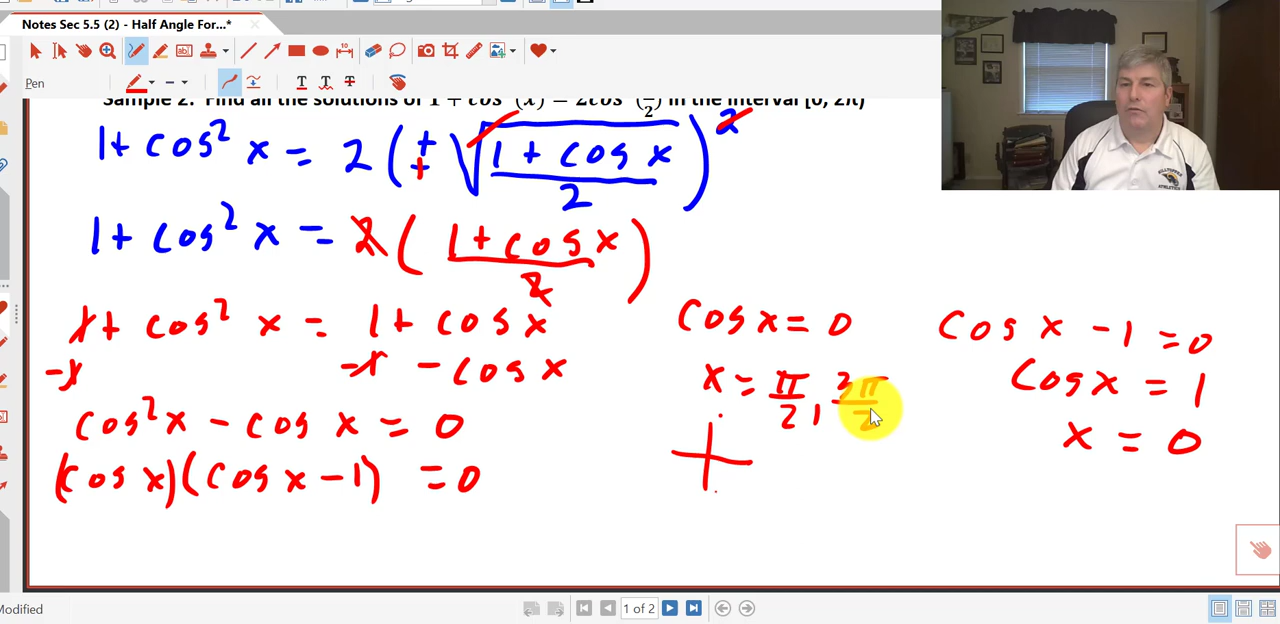 Notes Sec 5.5 (2) - Half Angle For...*
Pen
Sample 2: Find all the solutions of 1 + cos² (x) = 2cos² (x/2) in the interval [0, 2π)
1 + cos² x = 2 ( ± √(1 + cos x / 2) )²
1 + cos² x = 2 ( 1 + cos x / 2 )
1 + cos² x = 1 + cos x
-1 -1 - cos x
cos² x - cos x = 0
(cos x)(cos x - 1) = 0
cos x = 0
x = π/2, 3π/2
cos x - 1 = 0
cos x = 1
x = 0
HILLTOPPER
ATHLETICS
1 of 2
Modified